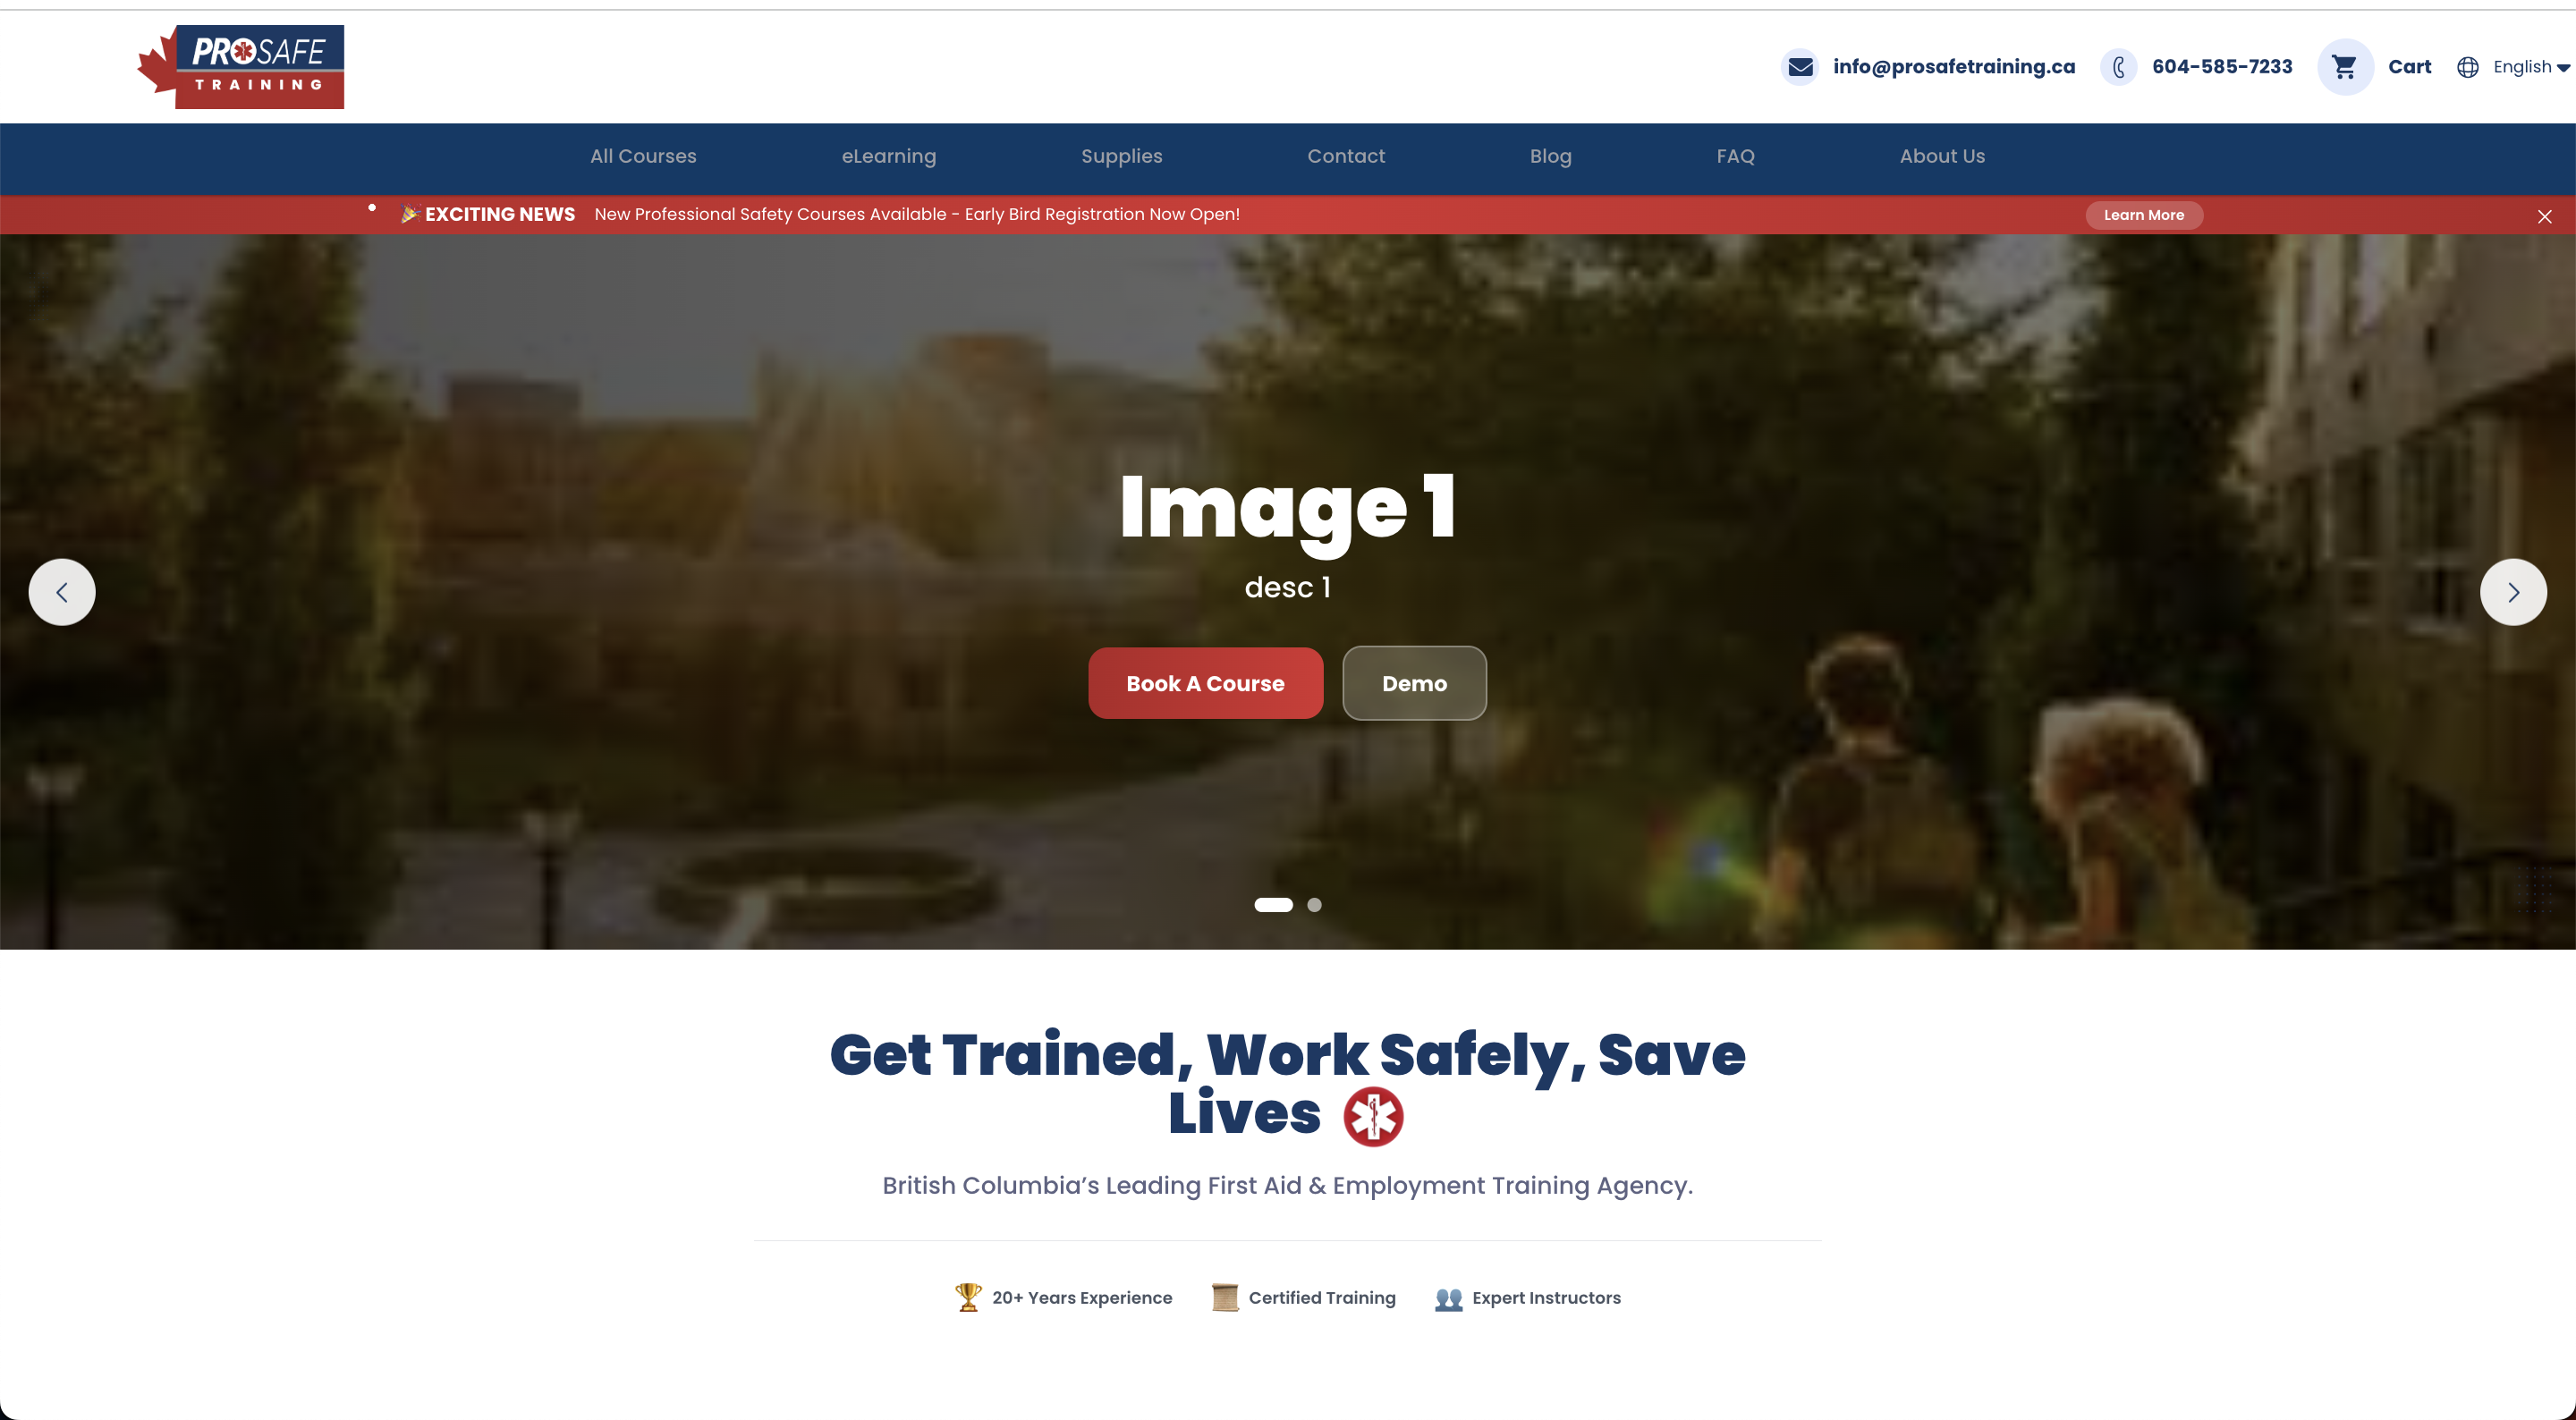 PROSAFE
TRAINING
info@prosafetraining.ca
604-585-7233
Cart
English
All Courses
eLearning
Supplies
Contact
Blog
FAQ
About Us
🎉 EXCITING NEWS New Professional Safety Courses Available - Early Bird Registration Now Open!
Learn More
Image 1
desc 1
Book A Course
Demo
Get Trained, Work Safely, Save
Lives
British Columbia’s Leading First Aid & Employment Training Agency.
🏆 20+ Years Experience
📜 Certified Training
👥 Expert Instructors